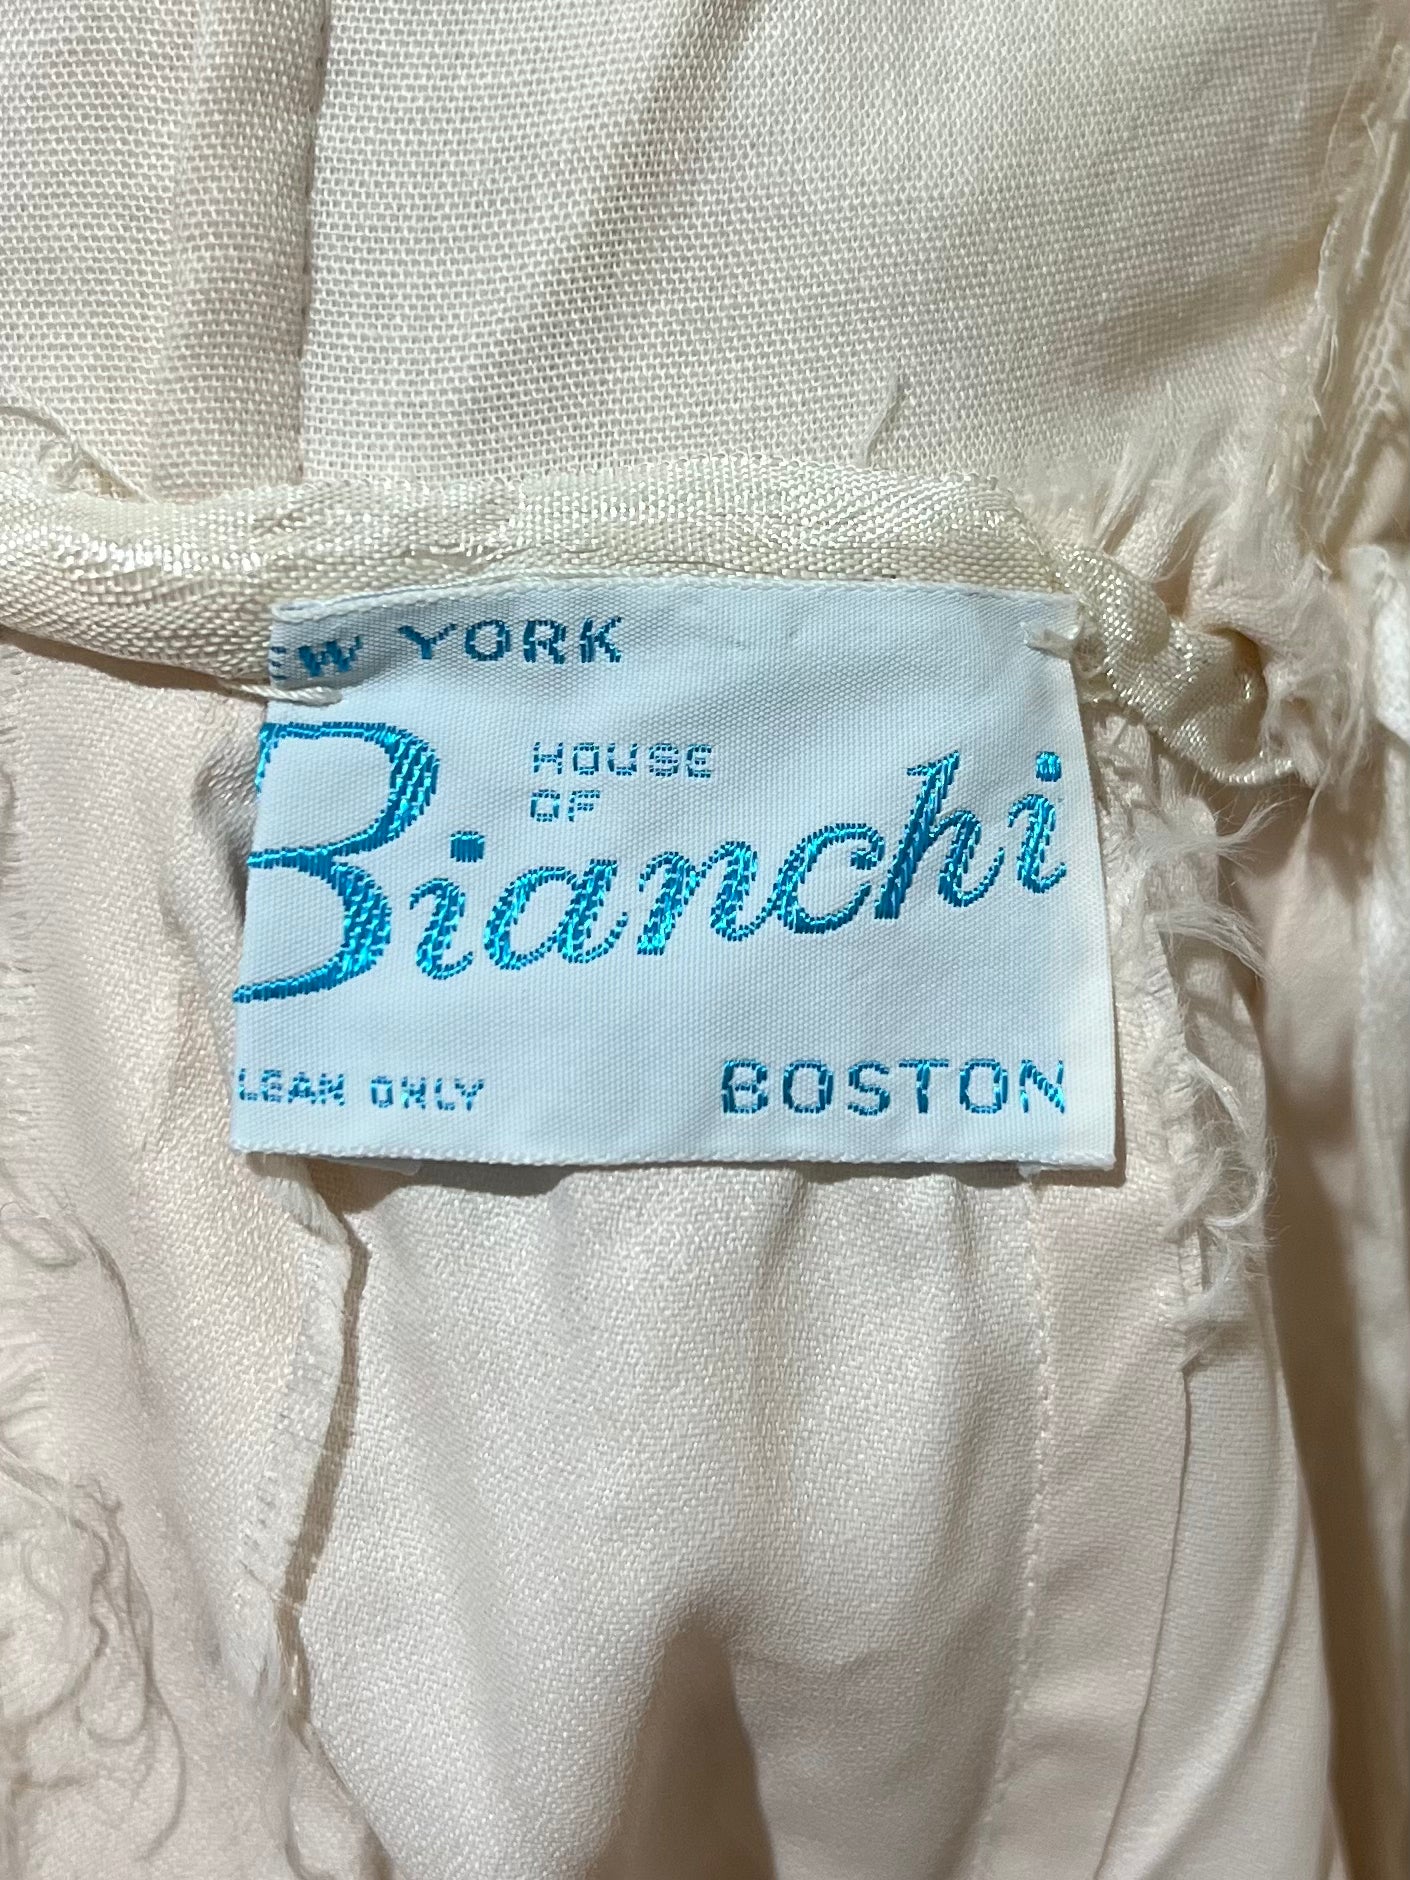 EW YORK
HOUSE
OF
Bianchi
LEAN ONLY BOSTON